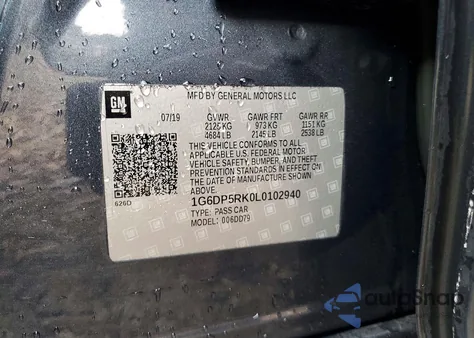 MFD BY GENERAL MOTORS LLC
GM
07/19 GVWR GAWR FRT GAWR RR
2125 KG 973 KG 1151 KG
4684 LB 2145 LB 2538 LB
THIS VEHICLE CONFORMS TO ALL
APPLICABLE U.S. FEDERAL MOTOR
VEHICLE SAFETY, BUMPER, AND THEFT
PREVENTION STANDARDS IN EFFECT ON
THE DATE OF MANUFACTURE SHOWN
ABOVE.
626D
1G6DP5RK0L0102940
TYPE: PASS CAR
MODEL: 006DD79
autoSnap